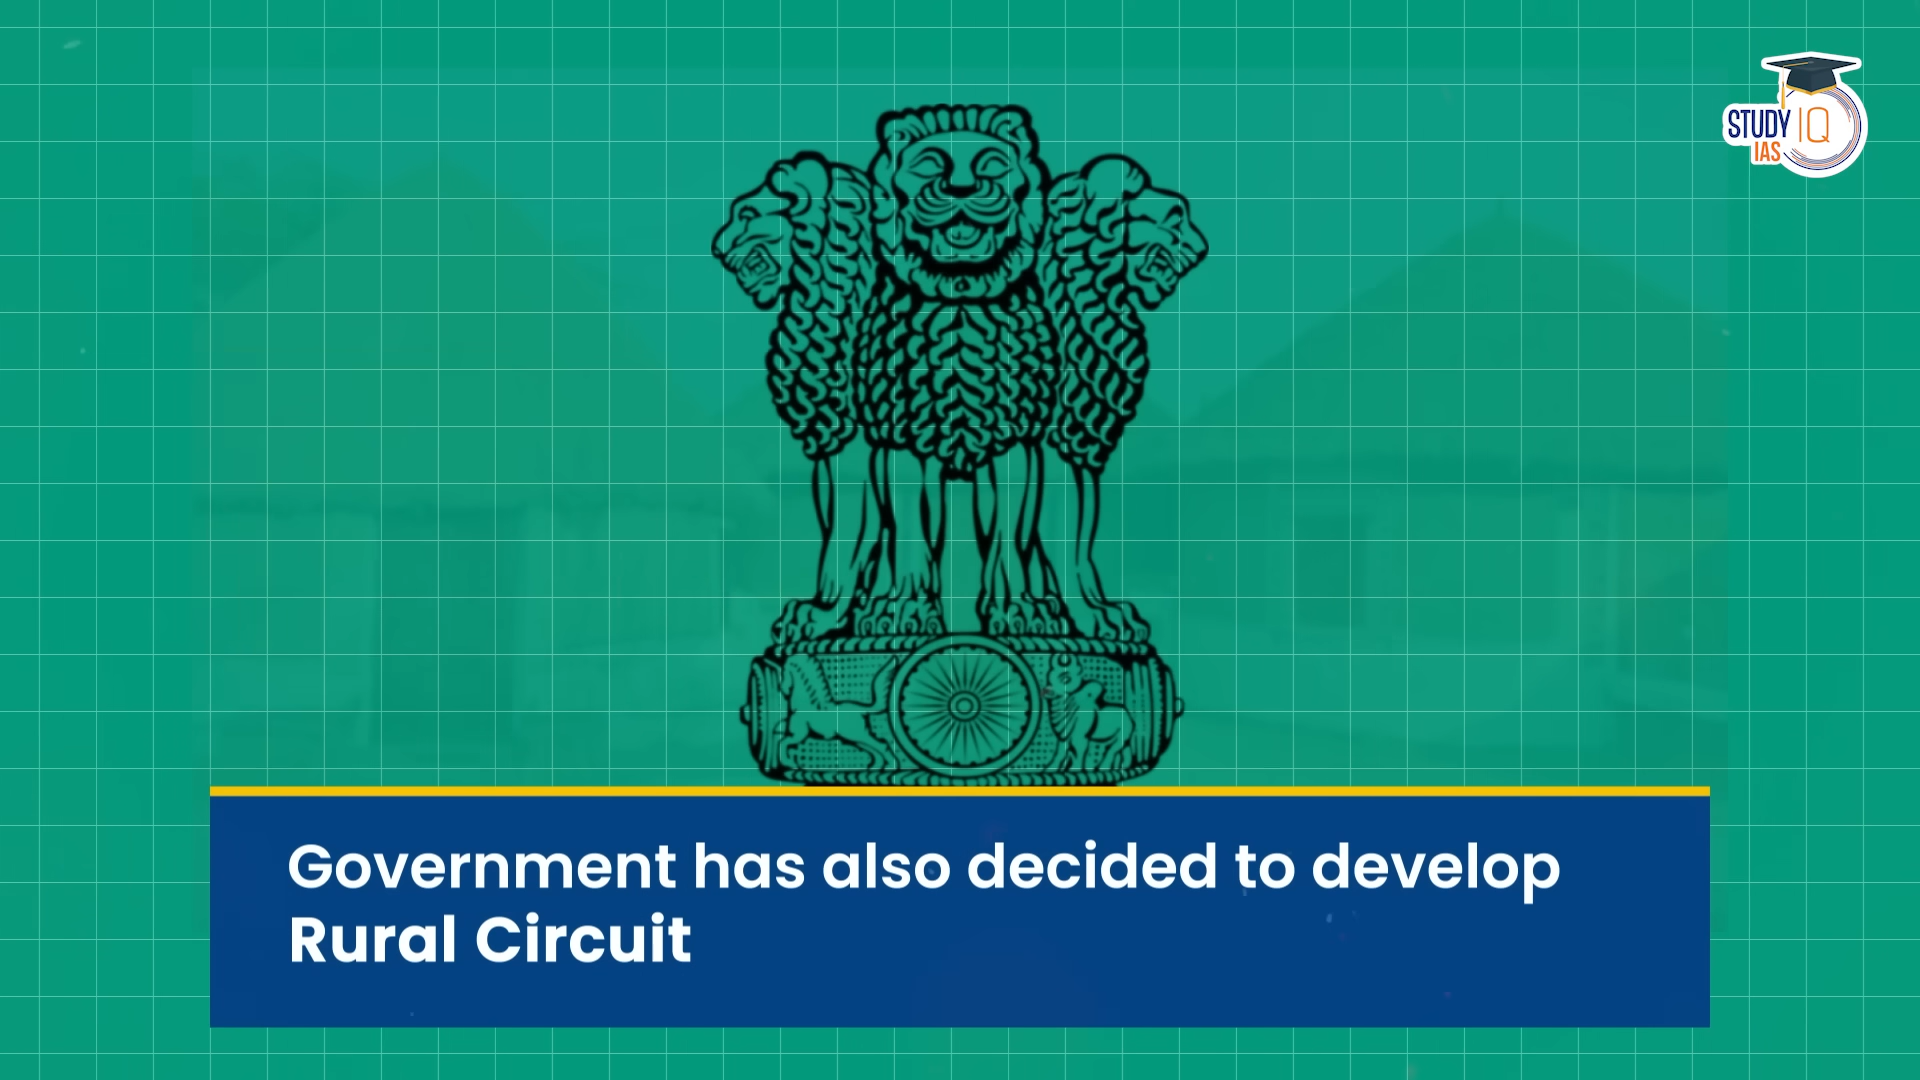 STUDY IQ
IAS
Government has also decided to develop
Rural Circuit